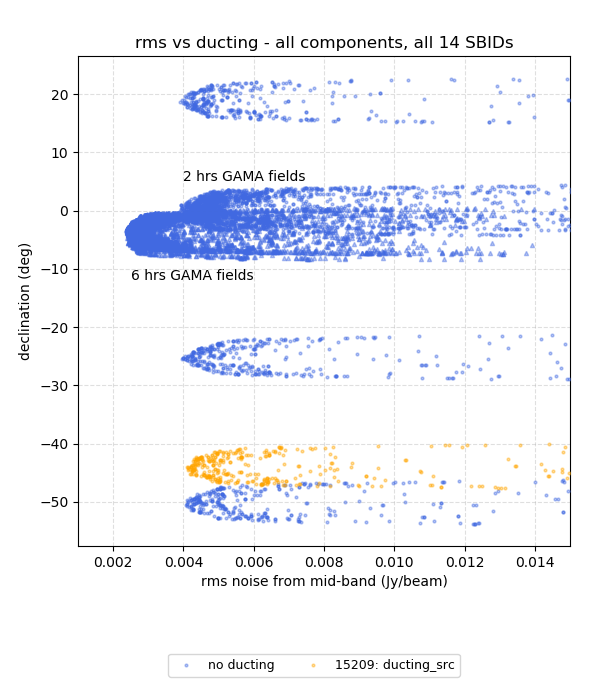 rms vs ducting - all components, all 14 SBIDs
20
10
2 hrs GAMA fields
0
−10
6 hrs GAMA fields
−20
−30
−40
−50
declination (deg)
0.002 0.004 0.006 0.008 0.010 0.012 0.014
rms noise from mid-band (Jy/beam)
no ducting 15209: ducting_src